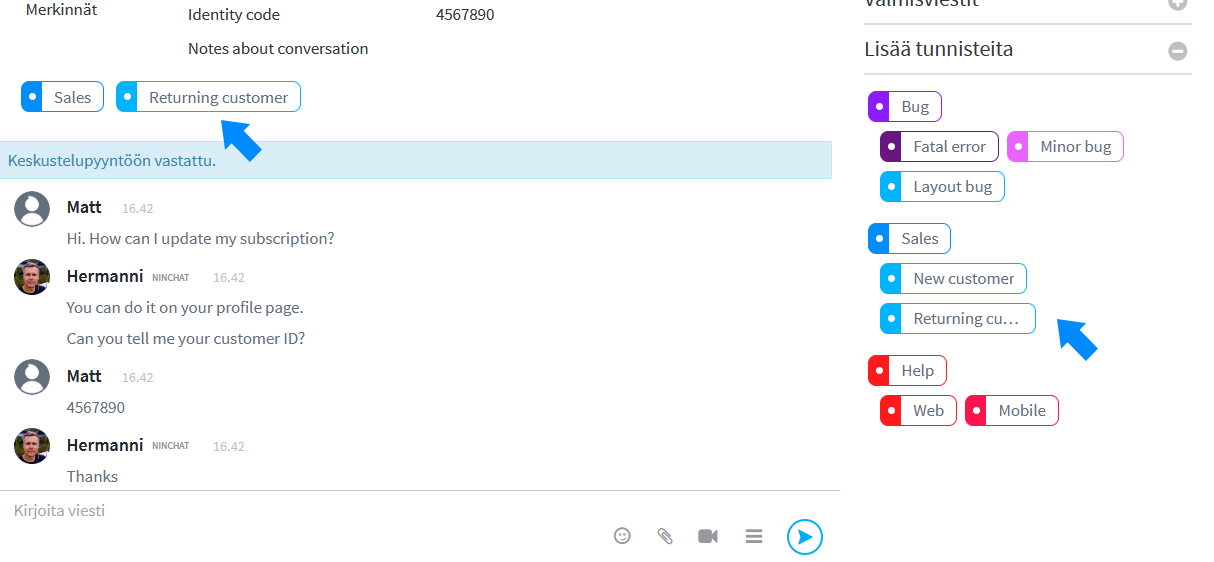 Merkinnät
Identity code 4567890
Notes about conversation
Sales Returning customer
Keskustelupyyntöön vastattu.
Matt 16.42
Hi. How can I update my subscription?
Hermanni NINCHAT 16.42
You can do it on your profile page.
Can you tell me your customer ID?
Matt 16.42
4567890
Hermanni NINCHAT 16.42
Thanks
Kirjoita viesti
Valmisviestit
Lisää tunnisteita
Bug
Fatal error Minor bug
Layout bug
Sales
New customer
Returning cu…
Help
Web Mobile